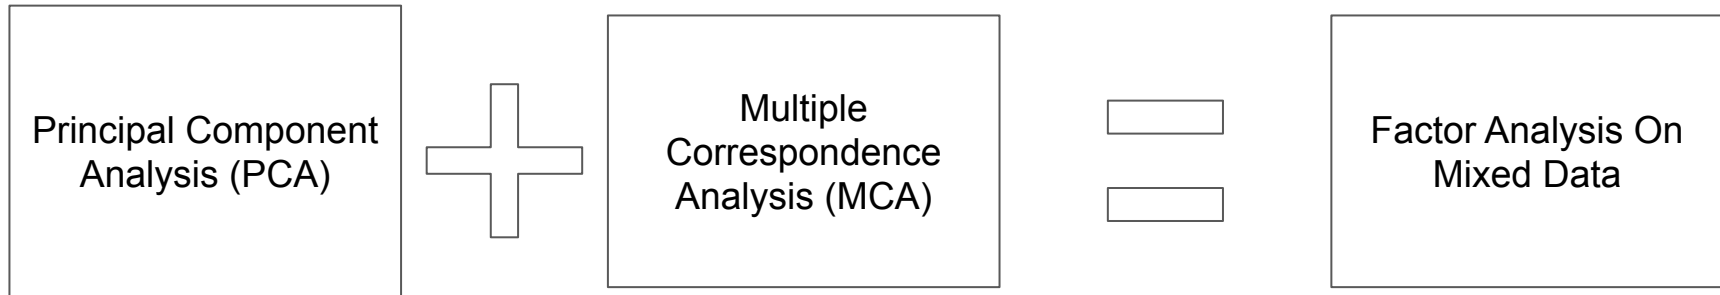 Principal Component
Analysis (PCA)
Multiple
Correspondence
Analysis (MCA)
Factor Analysis On
Mixed Data